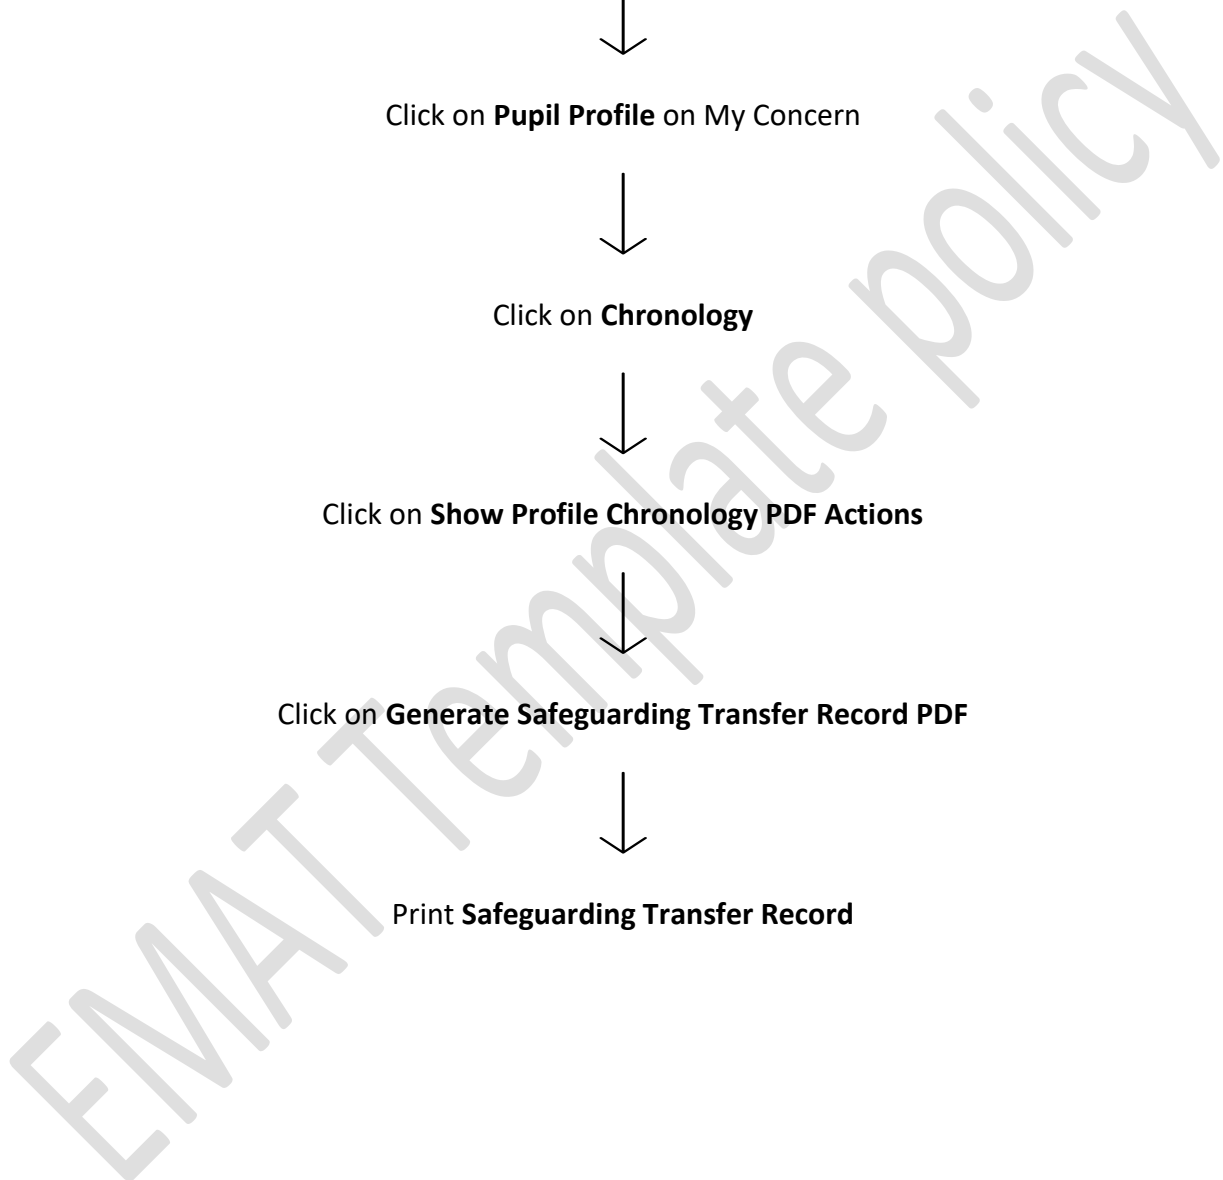 Click on Pupil Profile on My Concern
Click on Chronology
Click on Show Profile Chronology PDF Actions
Click on Generate Safeguarding Transfer Record PDF
Print Safeguarding Transfer Record
EMAT Template policy